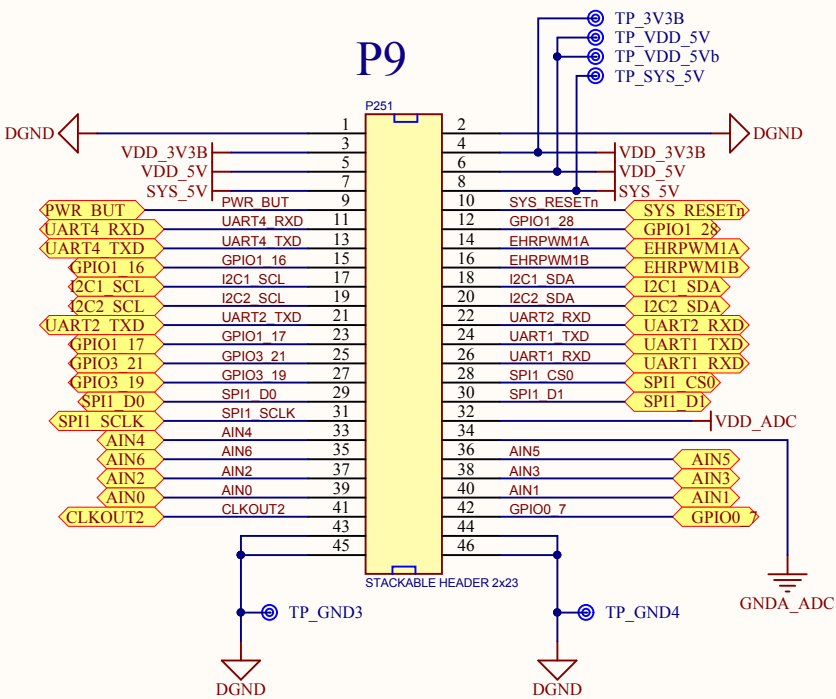 TP_3V3B
TP_VDD_5V
TP_VDD_5Vb
TP_SYS_5V
P9
P251
DGND 1 2 DGND
VDD_3V3B 3 4 VDD_3V3B
VDD_5V 5 6 VDD_5V
SYS_5V 7 8 SYS_5V
PWR_BUT PWR_BUT 9 10 SYS_RESETn SYS_RESETn
UART4_RXD UART4_RXD 11 12 GPIO1_28 GPIO1_28
UART4_TXD UART4_TXD 13 14 EHRPWM1A EHRPWM1A
GPIO1_16 GPIO1_16 15 16 EHRPWM1B EHRPWM1B
I2C1_SCL I2C1_SCL 17 18 I2C1_SDA I2C1_SDA
I2C2_SCL I2C2_SCL 19 20 I2C2_SDA I2C2_SDA
UART2_TXD UART2_TXD 21 22 UART2_RXD UART2_RXD
GPIO1_17 GPIO1_17 23 24 UART1_TXD UART1_TXD
GPIO3_21 GPIO3_21 25 26 UART1_RXD UART1_RXD
GPIO3_19 GPIO3_19 27 28 SPI1_CS0 SPI1_CS0
SPI1_D0 SPI1_D0 29 30 SPI1_D1 SPI1_D1
SPI1_SCLK SPI1_SCLK 31 32 VDD_ADC
AIN4 AIN4 33 34
AIN6 AIN6 35 36 AIN5 AIN5
AIN2 AIN2 37 38 AIN3 AIN3
AIN0 AIN0 39 40 AIN1 AIN1
CLKOUT2 CLKOUT2 41 42 GPIO0_7 GPIO0_7
43 44
45 46
STACKABLE HEADER 2x23
GNDA_ADC
TP_GND3 TP_GND4
DGND DGND